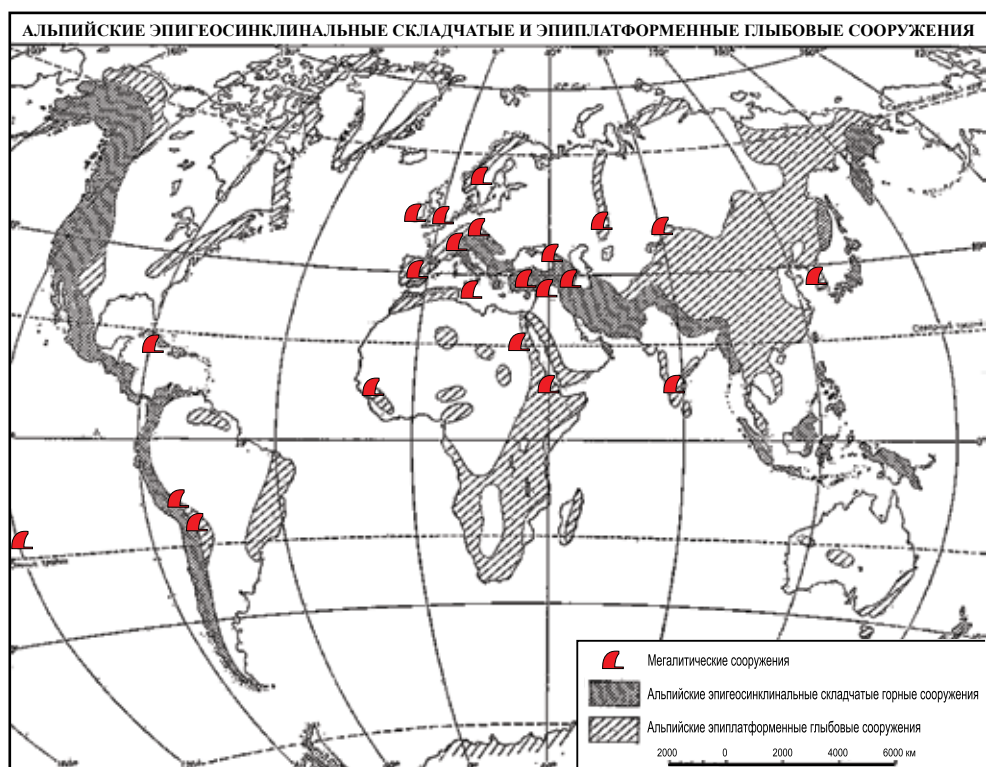 АЛЬПИЙСКИЕ ЭПИГЕОСИНКЛИНАЛЬНЫЕ СКЛАДЧАТЫЕ И ЭПИПЛАТФОРМЕННЫЕ ГЛЫБОВЫЕ СООРУЖЕНИЯ
Северный
Мегалитические сооружения
Альпийские эпигеосинклинальные складчатые горные сооружения
Альпийские эпиплатформенные глыбовые сооружения
2000 0 2000 4000 6000 км